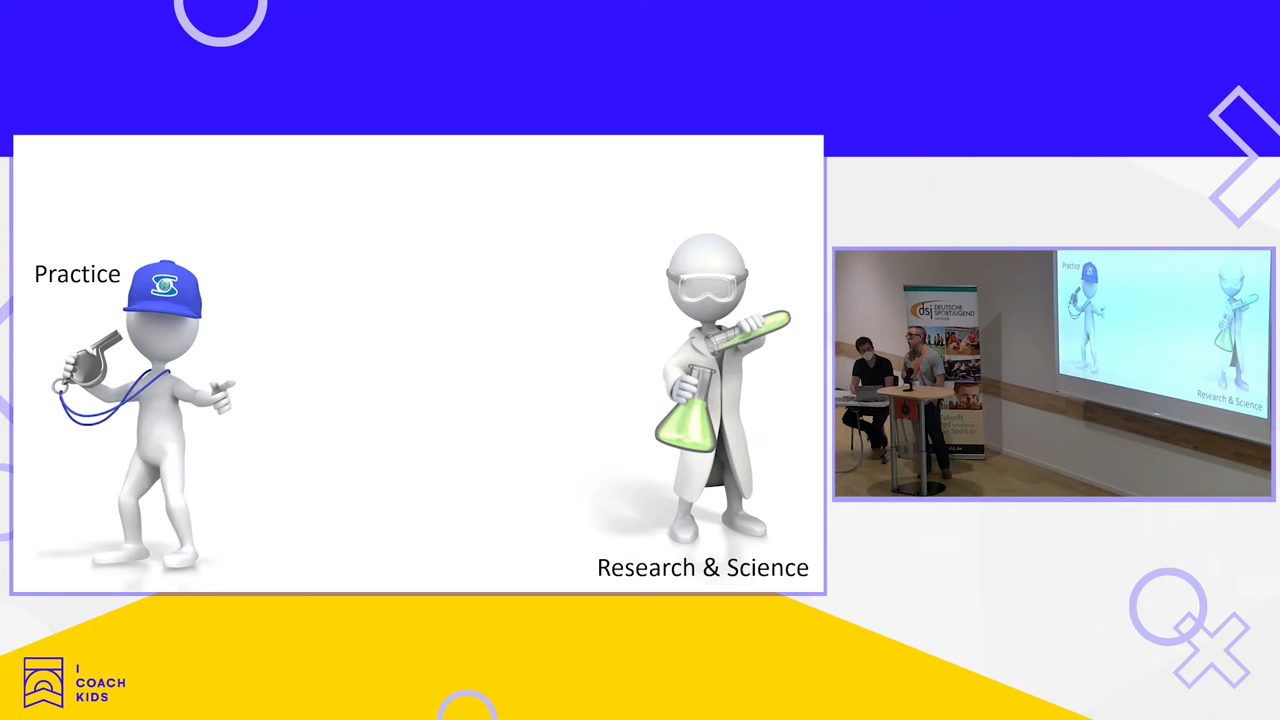 Practice
Research & Science
I
COACH
KIDS
dsj
DEUTSCHE
SPORTJUGEND
Practice
Research & Science